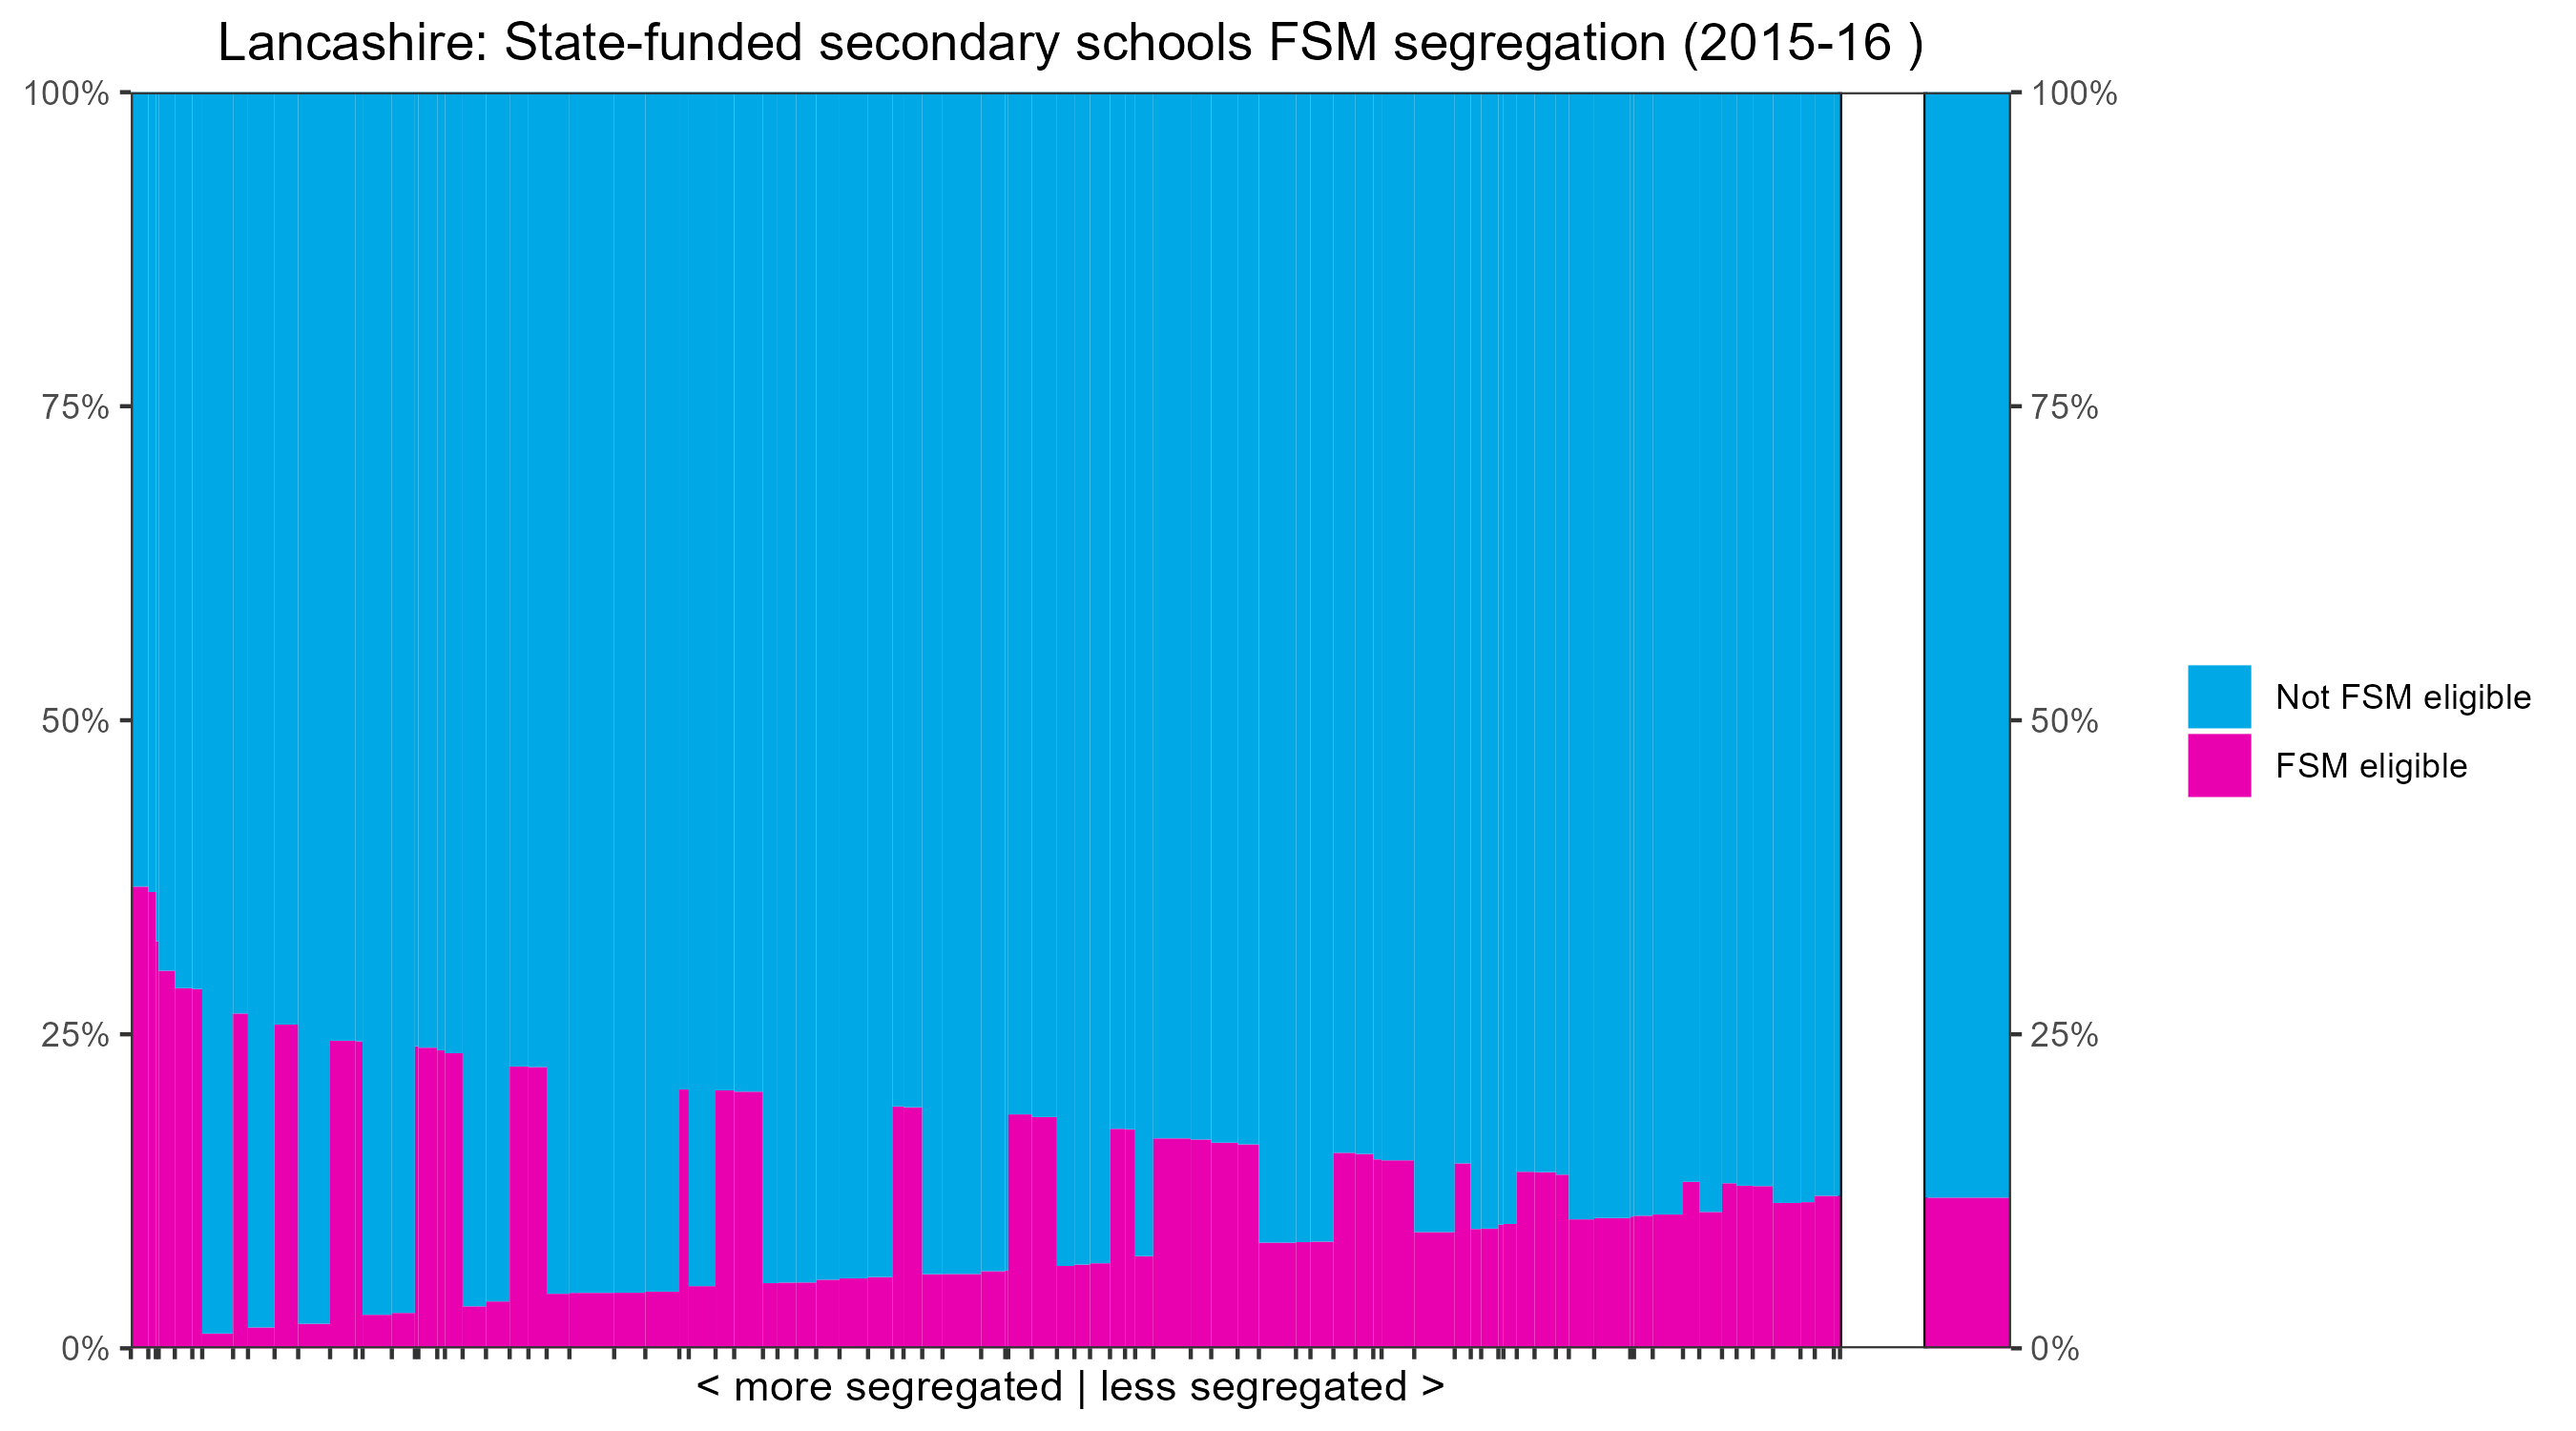 Lancashire: State-funded secondary schools FSM segregation (2015-16 )
100%
75%
50%
25%
0%
100%
75%
50%
25%
0%
< more segregated | less segregated >
Not FSM eligible
FSM eligible